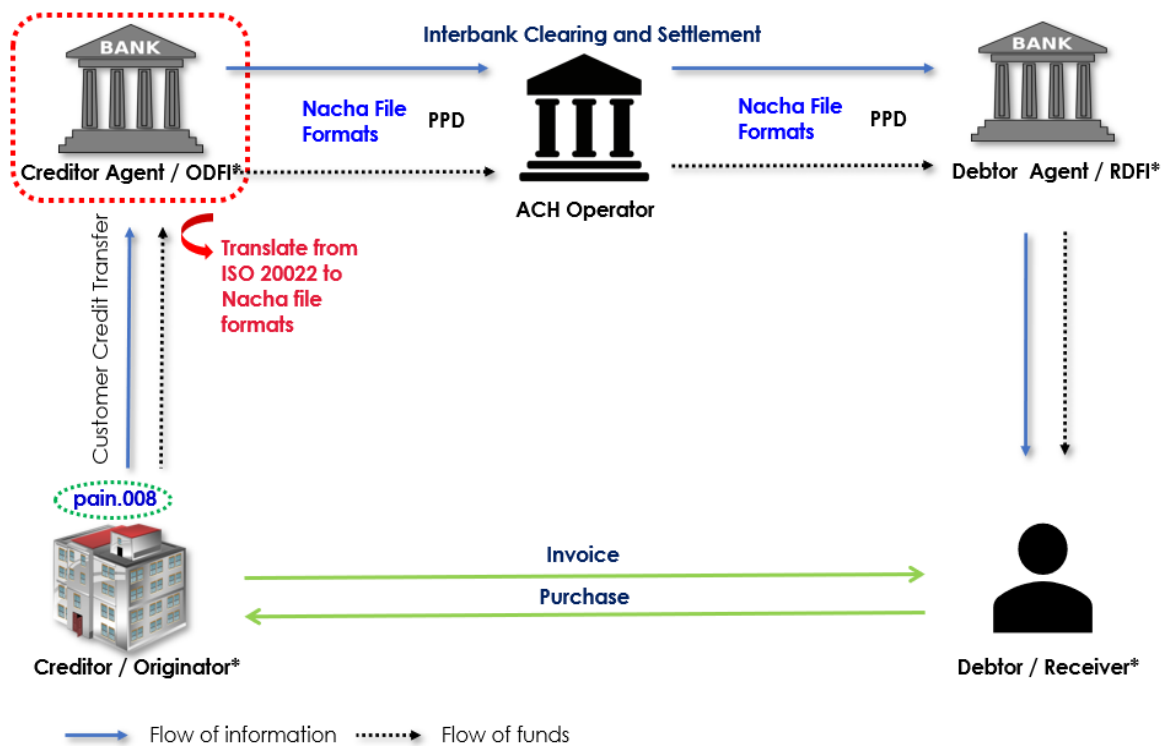 BANK
Interbank Clearing and Settlement
BANK
Nacha File
Formats
PPD
Nacha File
Formats
PPD
Creditor Agent / ODFI*
ACH Operator
Debtor Agent / RDFI*
Customer Credit Transfer
Translate from
ISO 20022 to
Nacha file
formats
pain.008
Invoice
Purchase
Creditor / Originator*
Debtor / Receiver*
Flow of information
Flow of funds